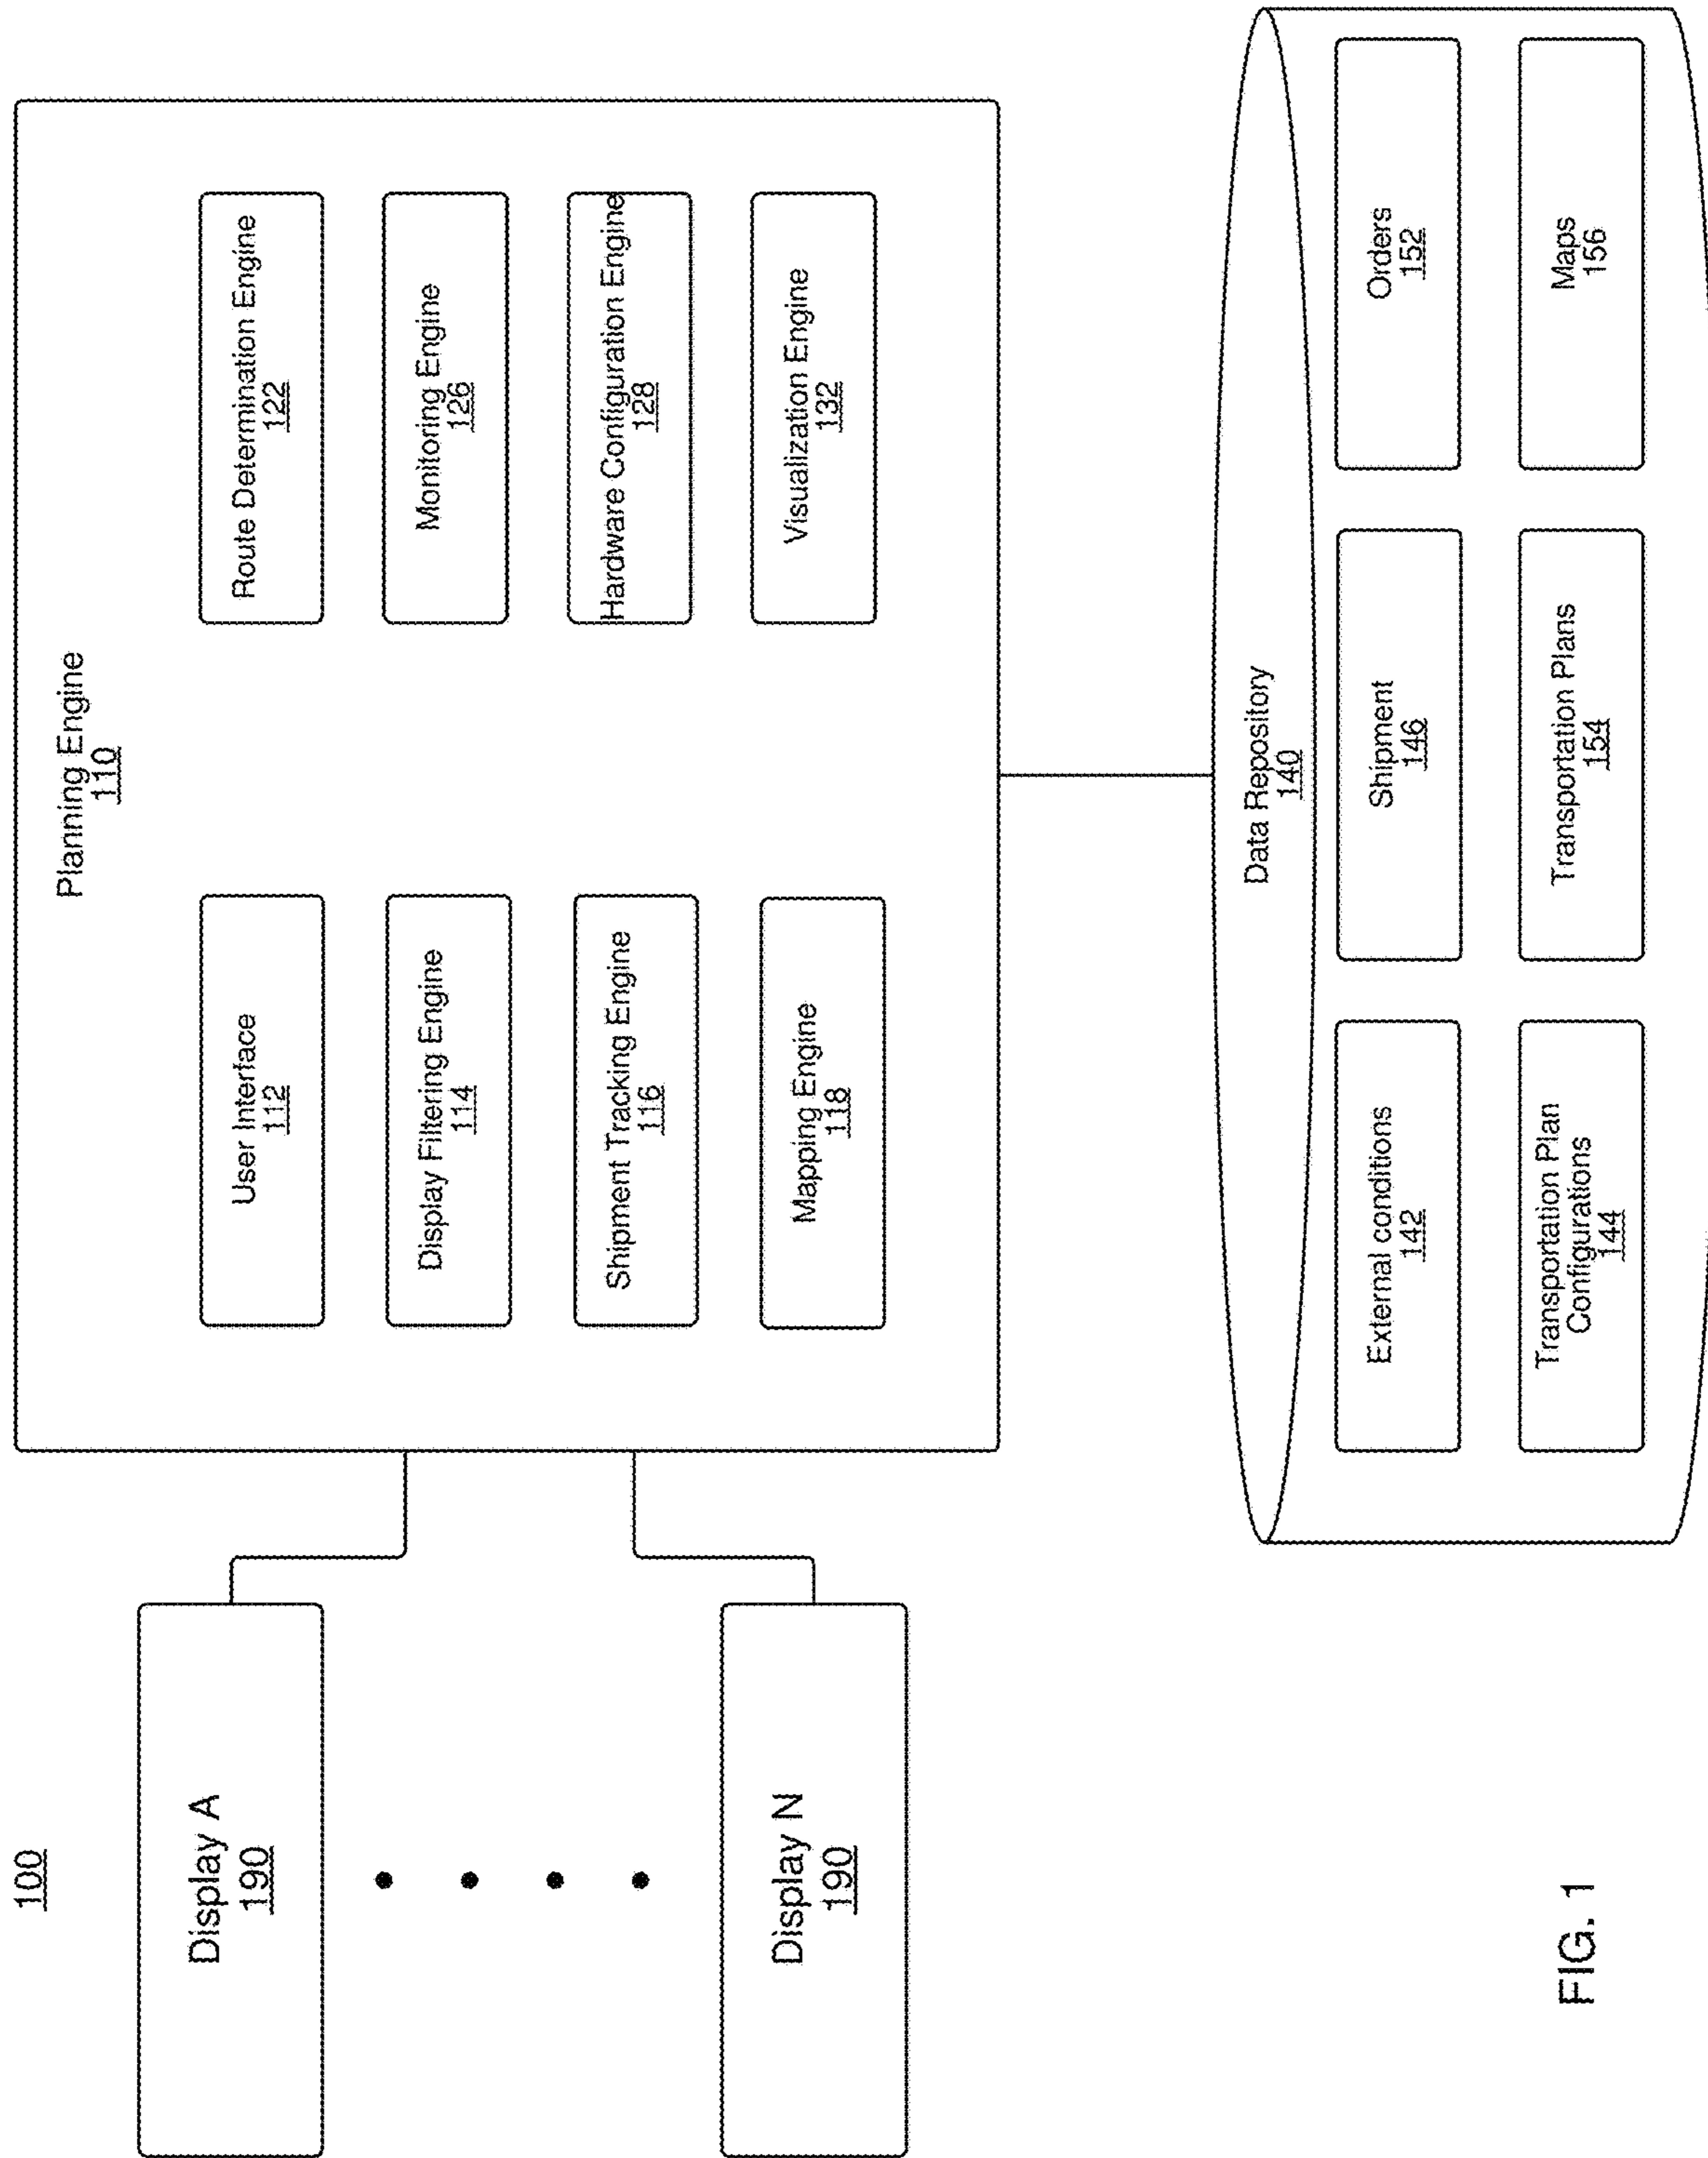 100
Display A
190
Display N
190
Planning Engine
110
User Interface
112
Display Filtering Engine
114
Shipment Tracking Engine
116
Mapping Engine
118
Route Determination Engine
122
Monitoring Engine
126
Hardware Configuration Engine
128
Visualization Engine
132
Data Repository
140
External conditions
142
Shipment
146
Orders
152
Transportation Plan
Configurations
144
Transportation Plans
154
Maps
156
FIG. 1